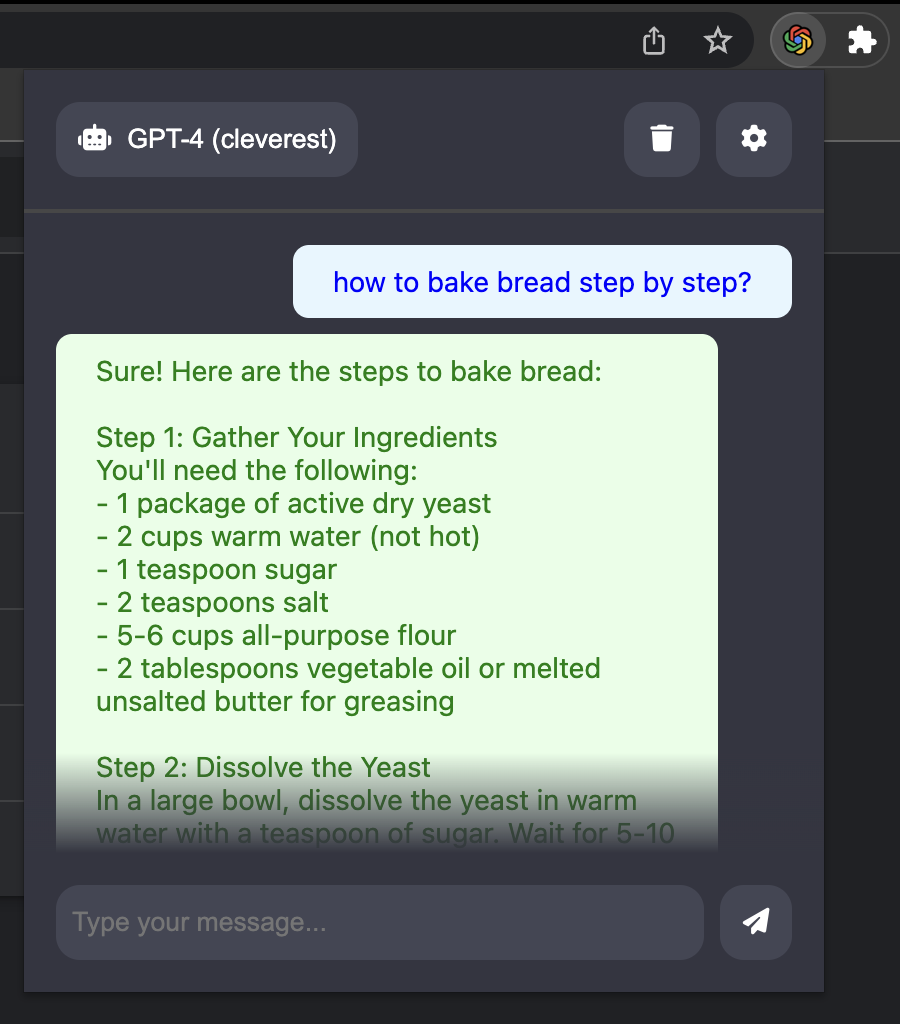 GPT-4 (cleverest)
how to bake bread step by step?
Sure! Here are the steps to bake bread:
Step 1: Gather Your Ingredients
You'll need the following:
- 1 package of active dry yeast
- 2 cups warm water (not hot)
- 1 teaspoon sugar
- 2 teaspoons salt
- 5-6 cups all-purpose flour
- 2 tablespoons vegetable oil or melted
unsalted butter for greasing
Step 2: Dissolve the Yeast
In a large bowl, dissolve the yeast in warm
water with a teaspoon of sugar. Wait for 5-10
Type your message...